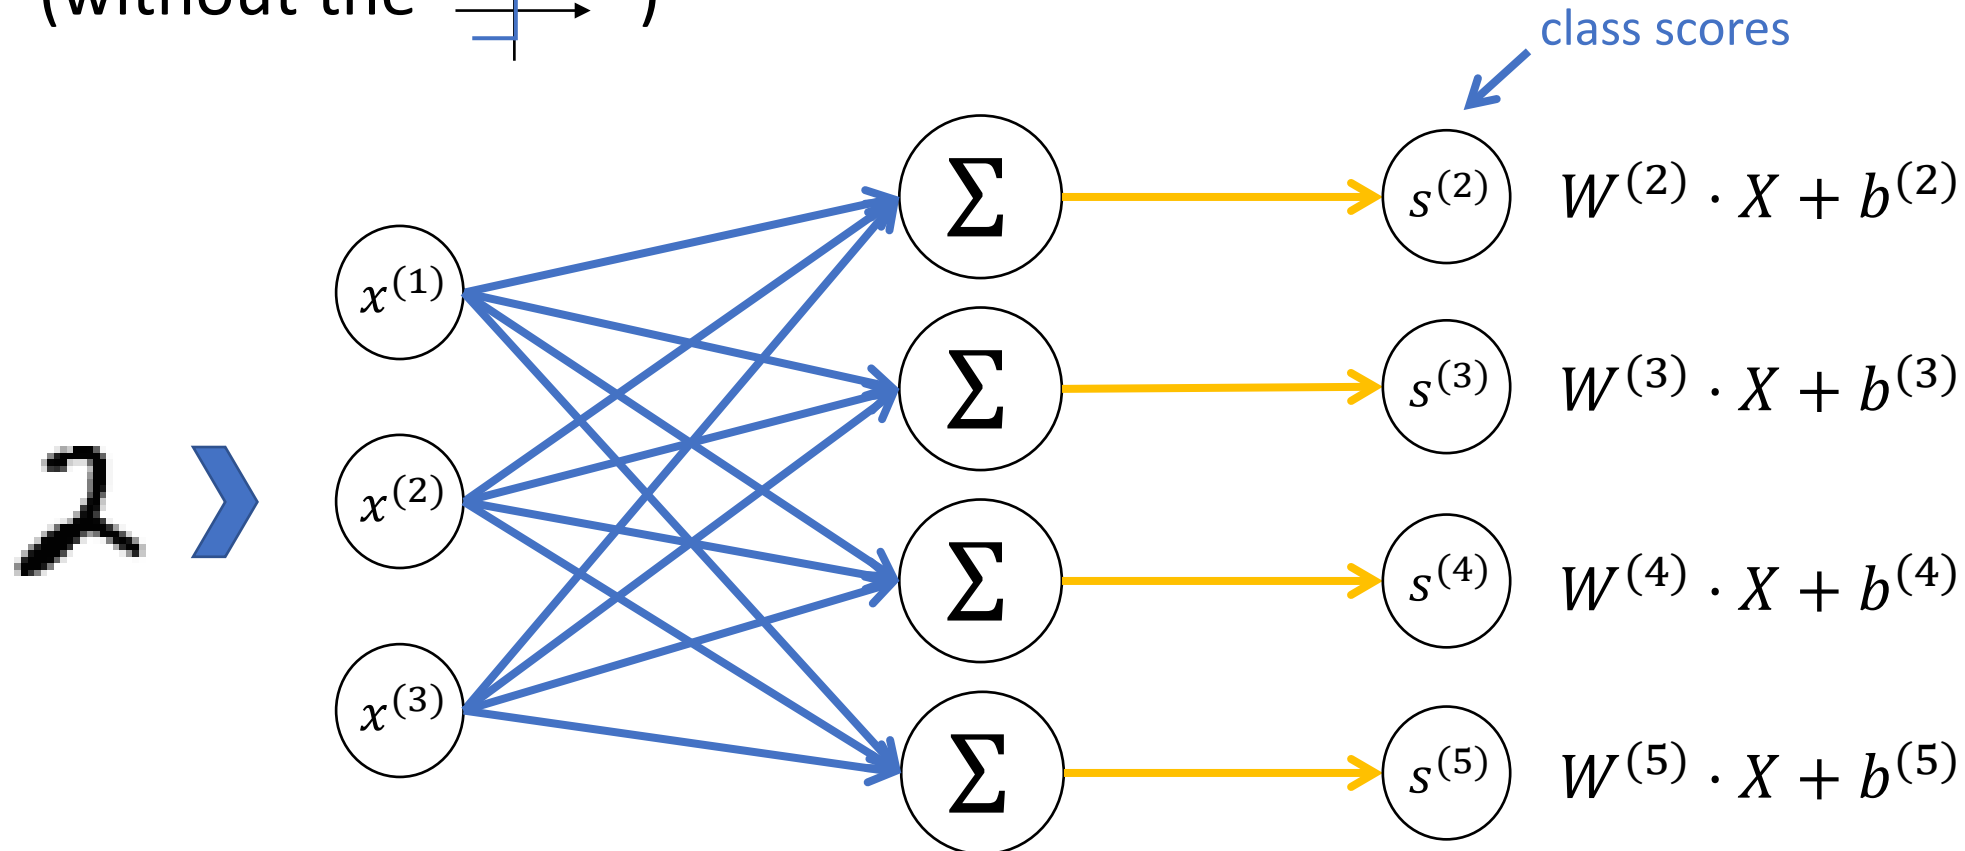 (without the )
class scores
x^(1)
x^(2)
x^(3)
Σ
Σ
Σ
Σ
s^(2) W^(2) · X + b^(2)
s^(3) W^(3) · X + b^(3)
s^(4) W^(4) · X + b^(4)
s^(5) W^(5) · X + b^(5)
2